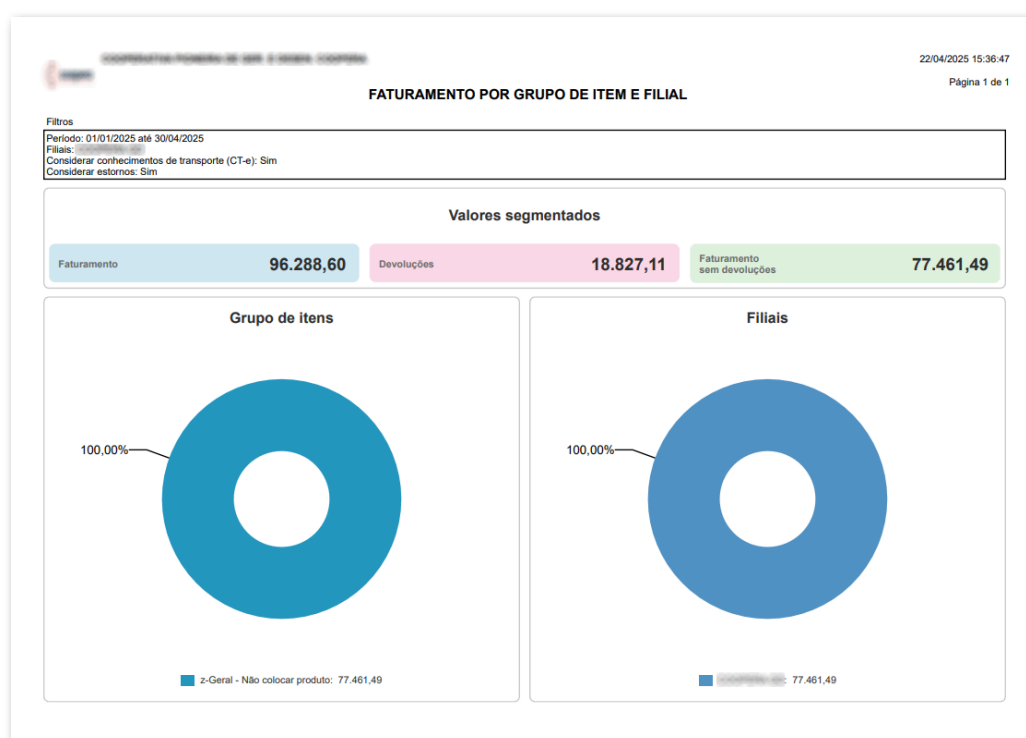 22/04/2025 15:36:47
Página 1 de 1
FATURAMENTO POR GRUPO DE ITEM E FILIAL
Filtros
Período: 01/01/2025 até 30/04/2025
Filiais:
Considerar conhecimentos de transporte (CT-e): Sim
Considerar estornos: Sim
Valores segmentados
Faturamento 96.288,60
Devoluções 18.827,11
Faturamento
sem devoluções 77.461,49
Grupo de itens
100,00%
z-Geral - Não colocar produto: 77.461,49
Filiais
100,00%
: 77.461,49